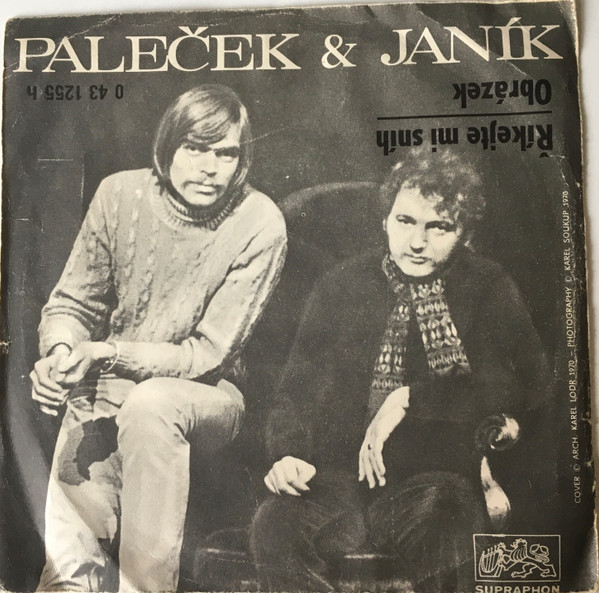 PALEČEK & JANÍK
0 43 1255 h
Říkejte mi sníh
Obrázek
COVER © ARCH. KAREL LODR 1970 – PHOTOGRAPHY © KAREL SOUKUP 1970
SUPRAPHON